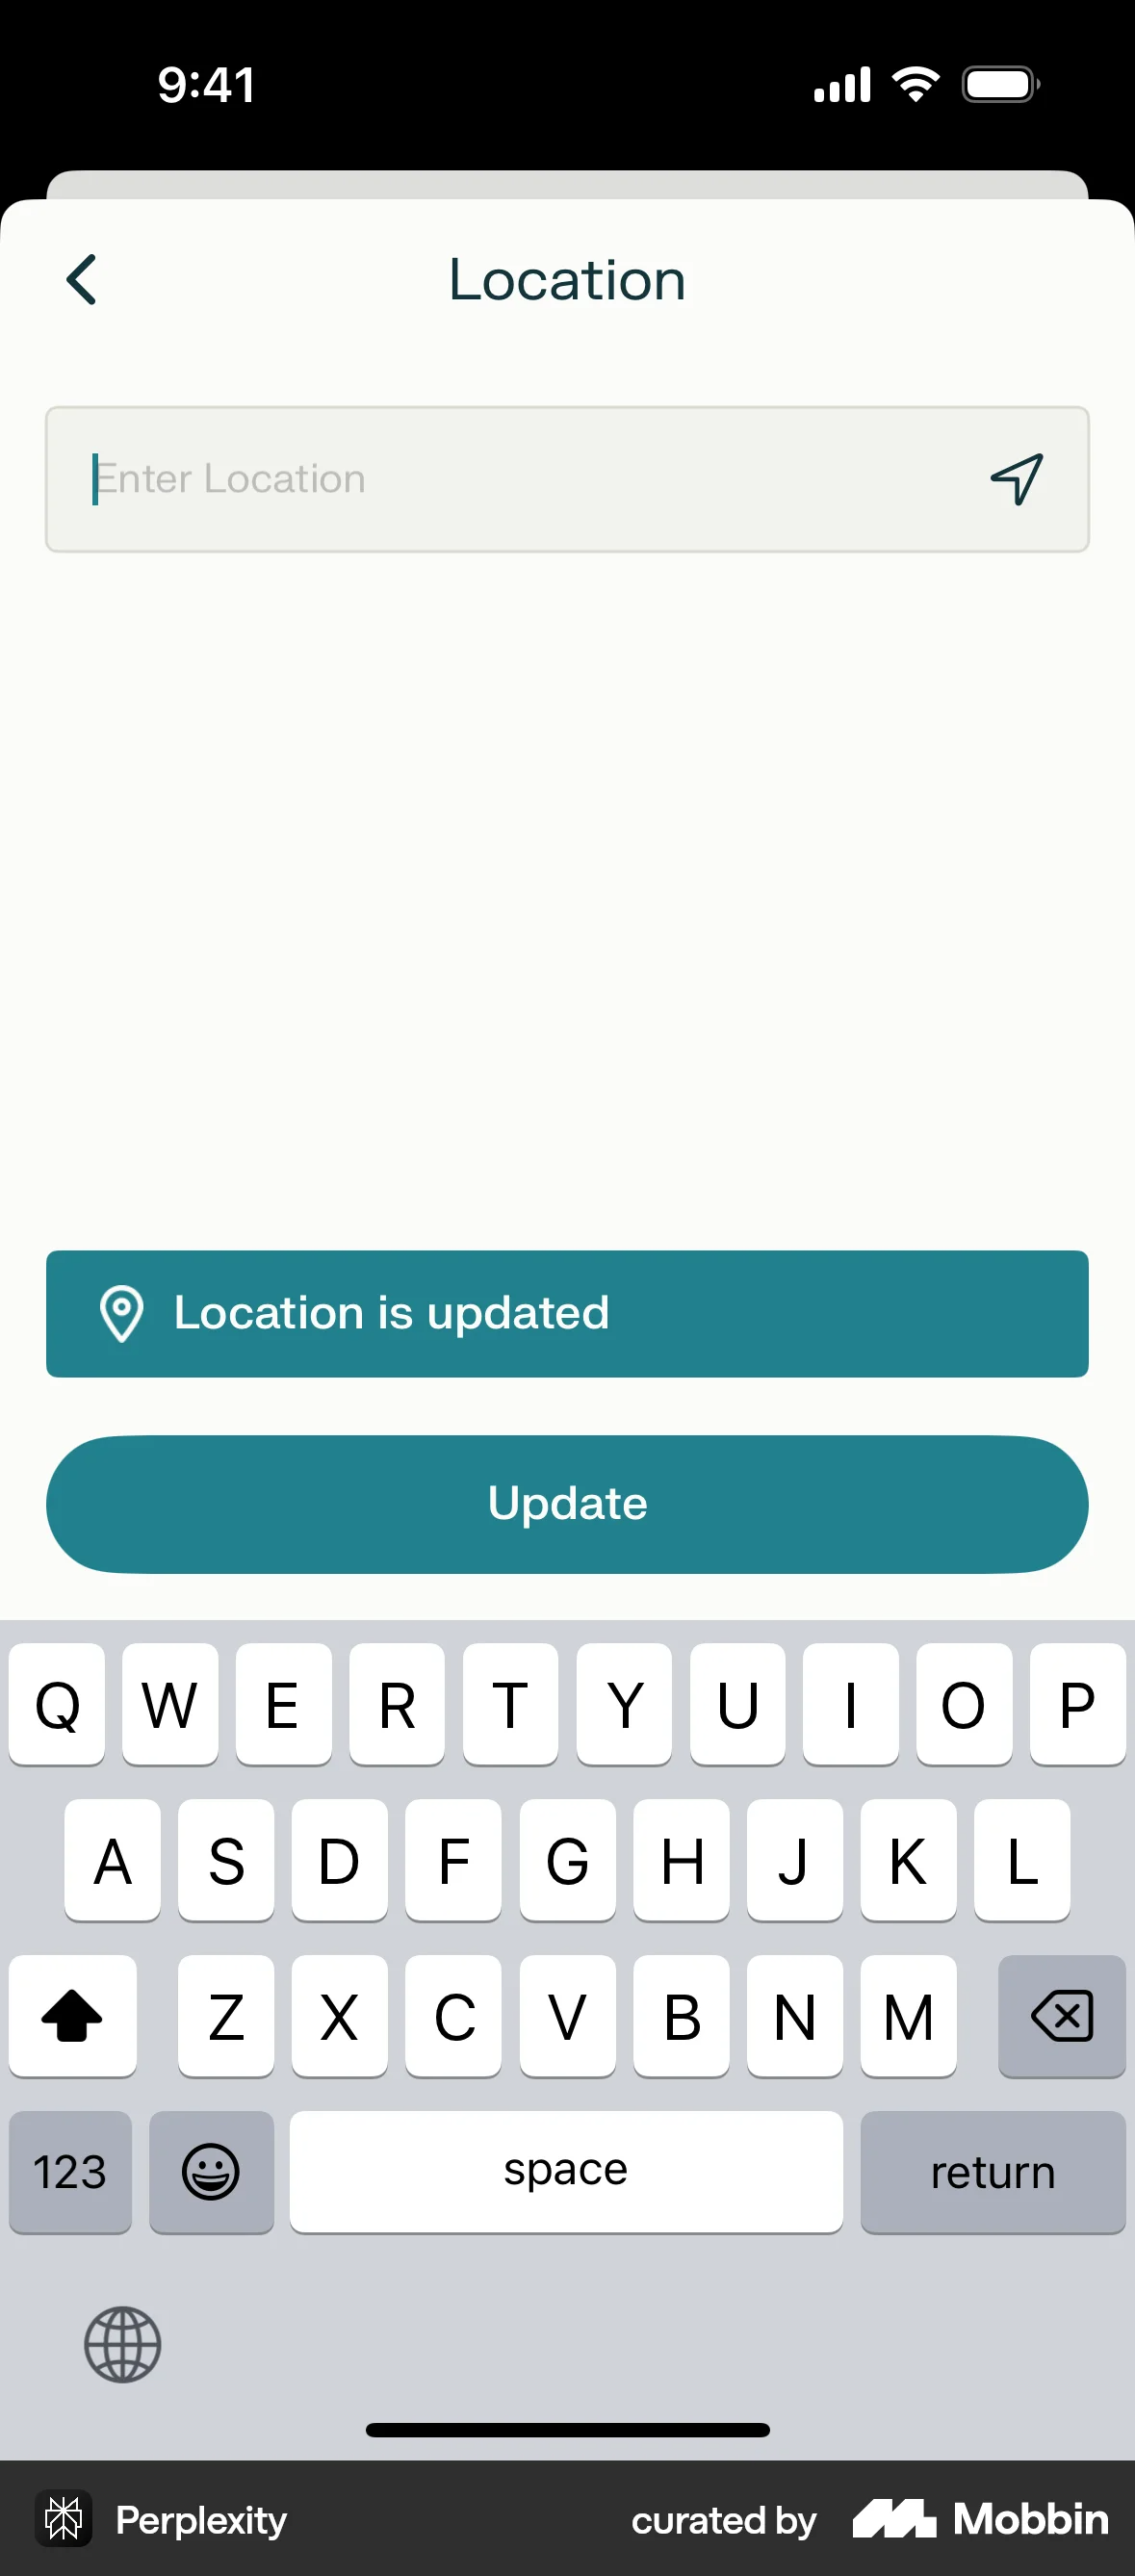 9:41
Location
Enter Location
Location is updated
Update
Q W E R T Y U I O P
A S D F G H J K L
Z X C V B N M
123 space return
Perplexity curated by Mobbin